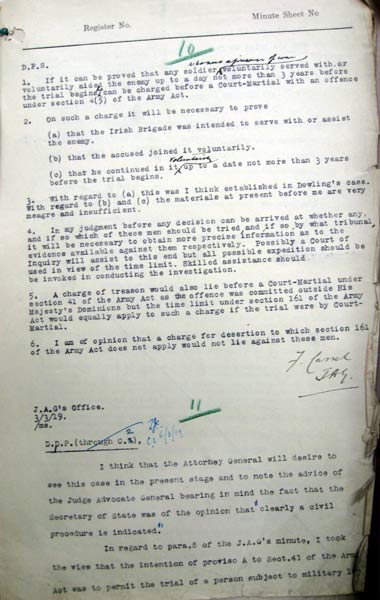 Register No.
Minute Sheet No
10
D.P.S.
1. If it can be proved that any soldier voluntarily served with or
voluntarily aided the enemy up to a day not more than 3 years before
the trial begins can be charged before a Court-Martial with an offence
under section 4(5) of the Army Act.
2. On such a charge it will be necessary to prove
(a) that the Irish Brigade was intended to serve with or assist
the enemy.
(b) that the accused joined it voluntarily.
voluntarily
(c) that he continued in it up to a date not more than 3 years
before the trial begins.
3. With regard to (a) this was I think established in Dowling's case.
With regard to (b) and (c) the materials at present before me are very
meagre and insufficient.
4. In my judgment before any decision can be arrived at whether any,
and if so which of these men should be tried and if so by what tribunal
it will be necessary to obtain more precise information as to the
evidence available against them respectively. Possibly a Court of
Inquiry will assist to this end but all possible expedition should be
used in view of the time limit. Skilled assistance should
be invoked in conducting the investigation.
5. A charge of treason would also lie before a Court-Martial under
section 41 of the Army Act as the offence was committed outside His
Majesty's Dominions but the time limit under section 161 of the Army
Act would equally apply to such a charge if the trial were by Court-
Martial.
6. I am of opinion that a charge for desertion to which section 161
of the Army Act does not apply would not lie against these men.
F. Cassel
JAG.
J.A.G's Office.
3/3/19.
/ms.
11
D.D.P.(through C.2)
I think that the Attorney General will desire to
see this case in the present stage and to note the advice of
the Judge Advocate General bearing in mind the fact that the
Secretary of State was of the opinion that "clearly a civil
procedure is indicated."
In regard to para.5 of the J.A.G's minute, I took
the view that the intention of proviso A to Sect.41 of the Army
Act was to permit the trial of a person subject to military